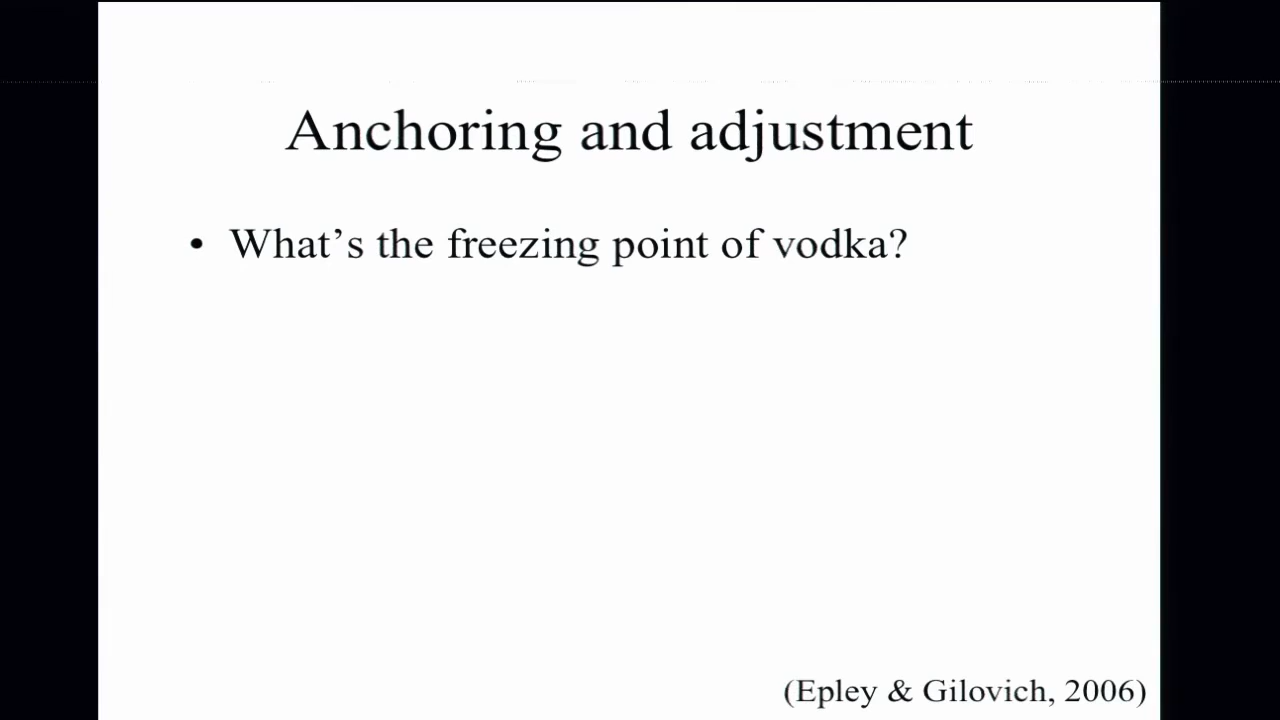 Anchoring and adjustment
• What’s the freezing point of vodka?
(Epley & Gilovich, 2006)